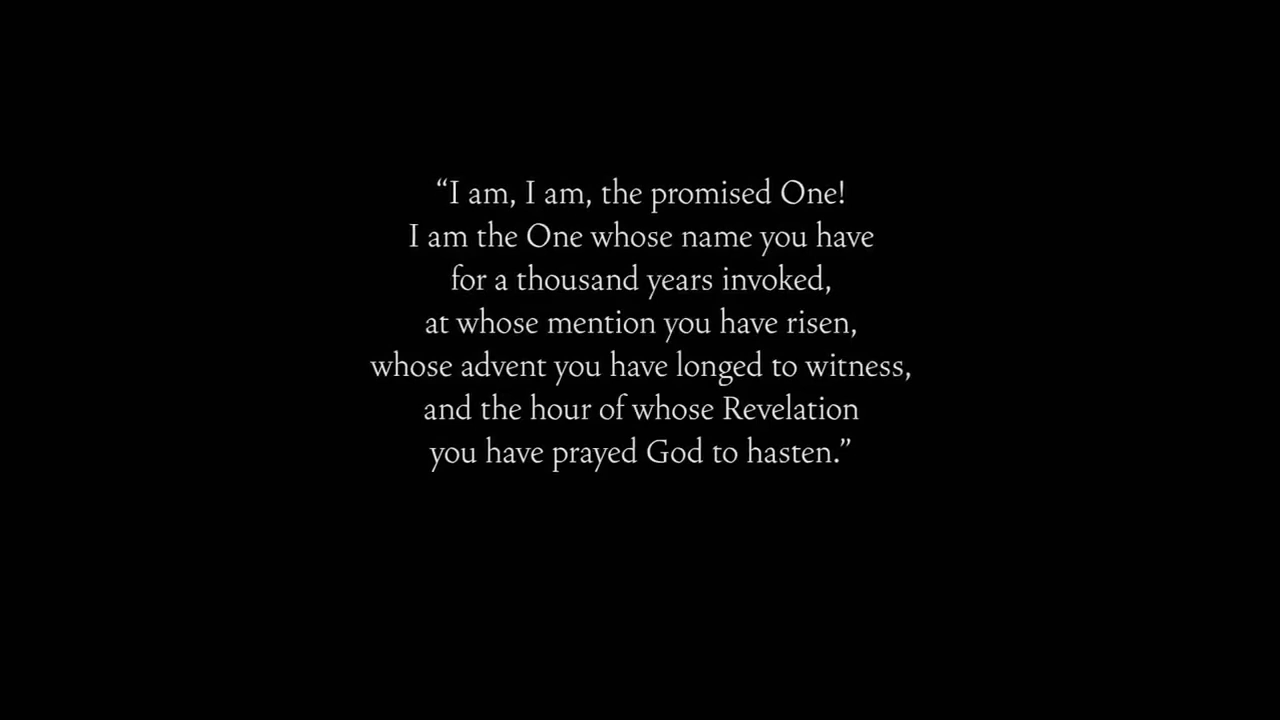 “I am, I am, the promised One!
I am the One whose name you have
for a thousand years invoked,
at whose mention you have risen,
whose advent you have longed to witness,
and the hour of whose Revelation
you have prayed God to hasten.”